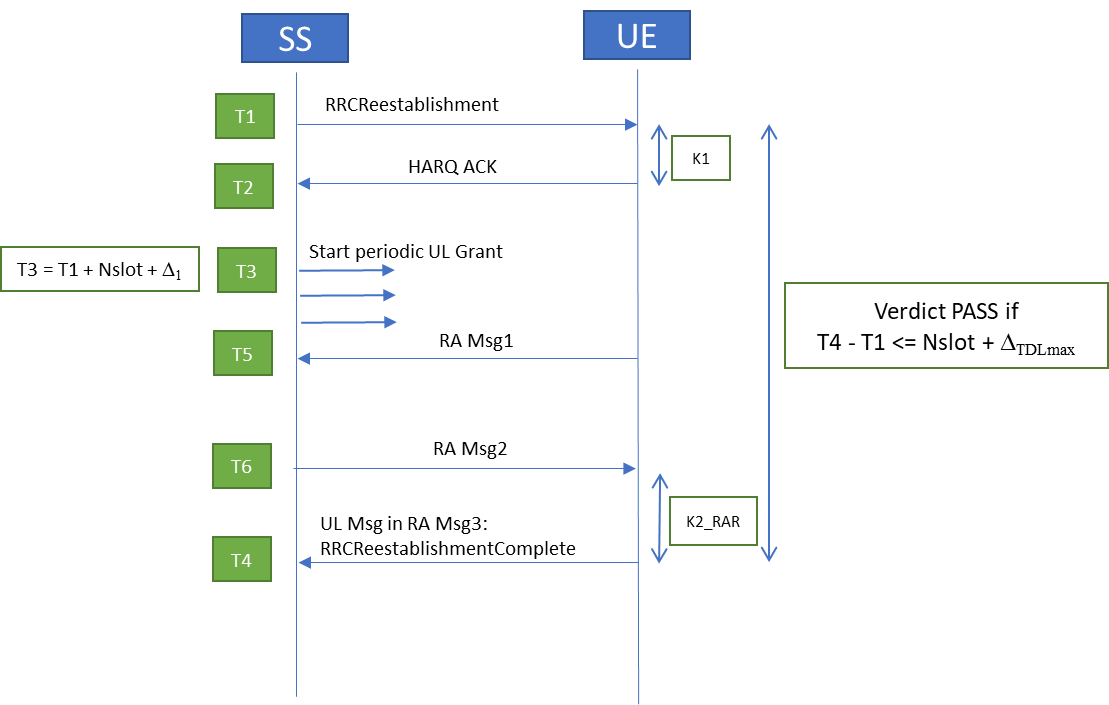 SS
UE
T1
RRCReestablishment
K1
T2
HARQ ACK
T3 = T1 + Nslot + Δ1
T3
Start periodic UL Grant
Verdict PASS if
T4 - T1 <= Nslot + ΔTDLmax
T5
RA Msg1
T6
RA Msg2
K2_RAR
UL Msg in RA Msg3:
RRCReestablishmentComplete
T4